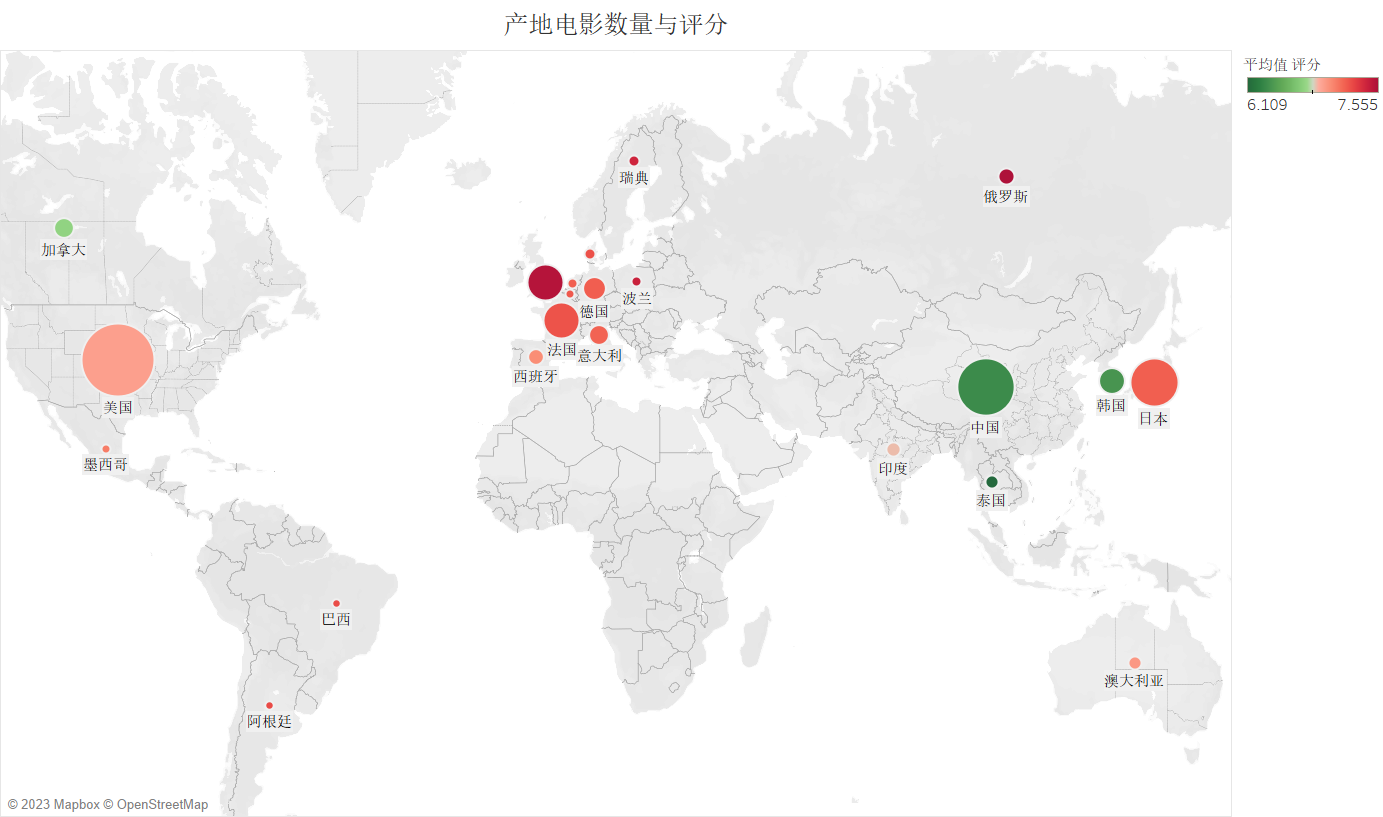 产地电影数量与评分
平均值 评分
6.109 7.555
瑞典
俄罗斯
加拿大
波兰
德国
法国
意大利
西班牙
美国
韩国
日本
中国
墨西哥
印度
泰国
巴西
澳大利亚
阿根廷
© 2023 Mapbox © OpenStreetMap